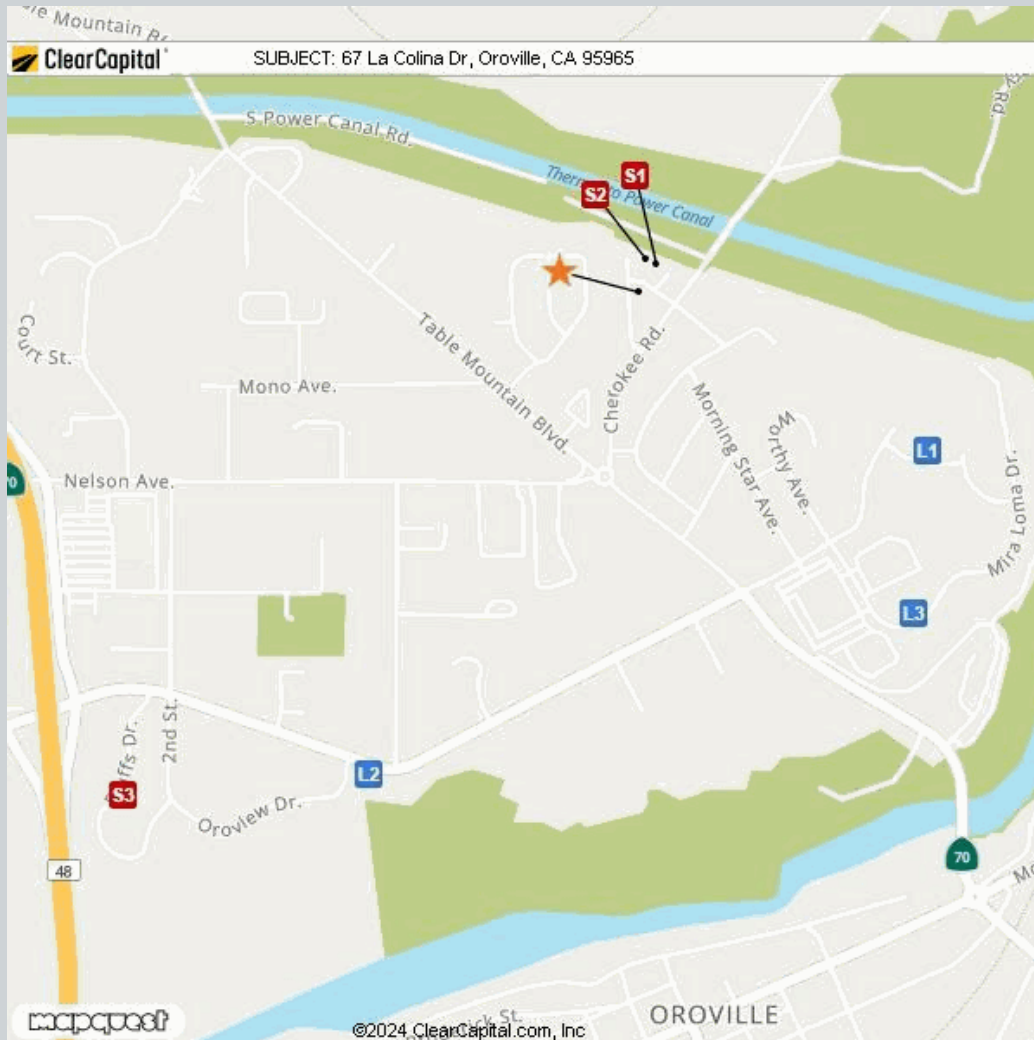 ble Mountain B
ClearCapital
SUBJECT: 67 La Colina Dr, Oroville, CA 95965
Rd.
S Power Canal Rd.
S1
S2
Power Canal
Court St.
Table Mountain Blvd.
Cherokee Rd.
Mono Ave.
Morning Star Ave.
Worthy Ave.
L1
Mira Loma Dr.
70
Nelson Ave.
L3
2nd St.
L2
S3
Oroview Dr.
48
70
OROVILLE
mapquest
©2024 ClearCapital.com, Inc